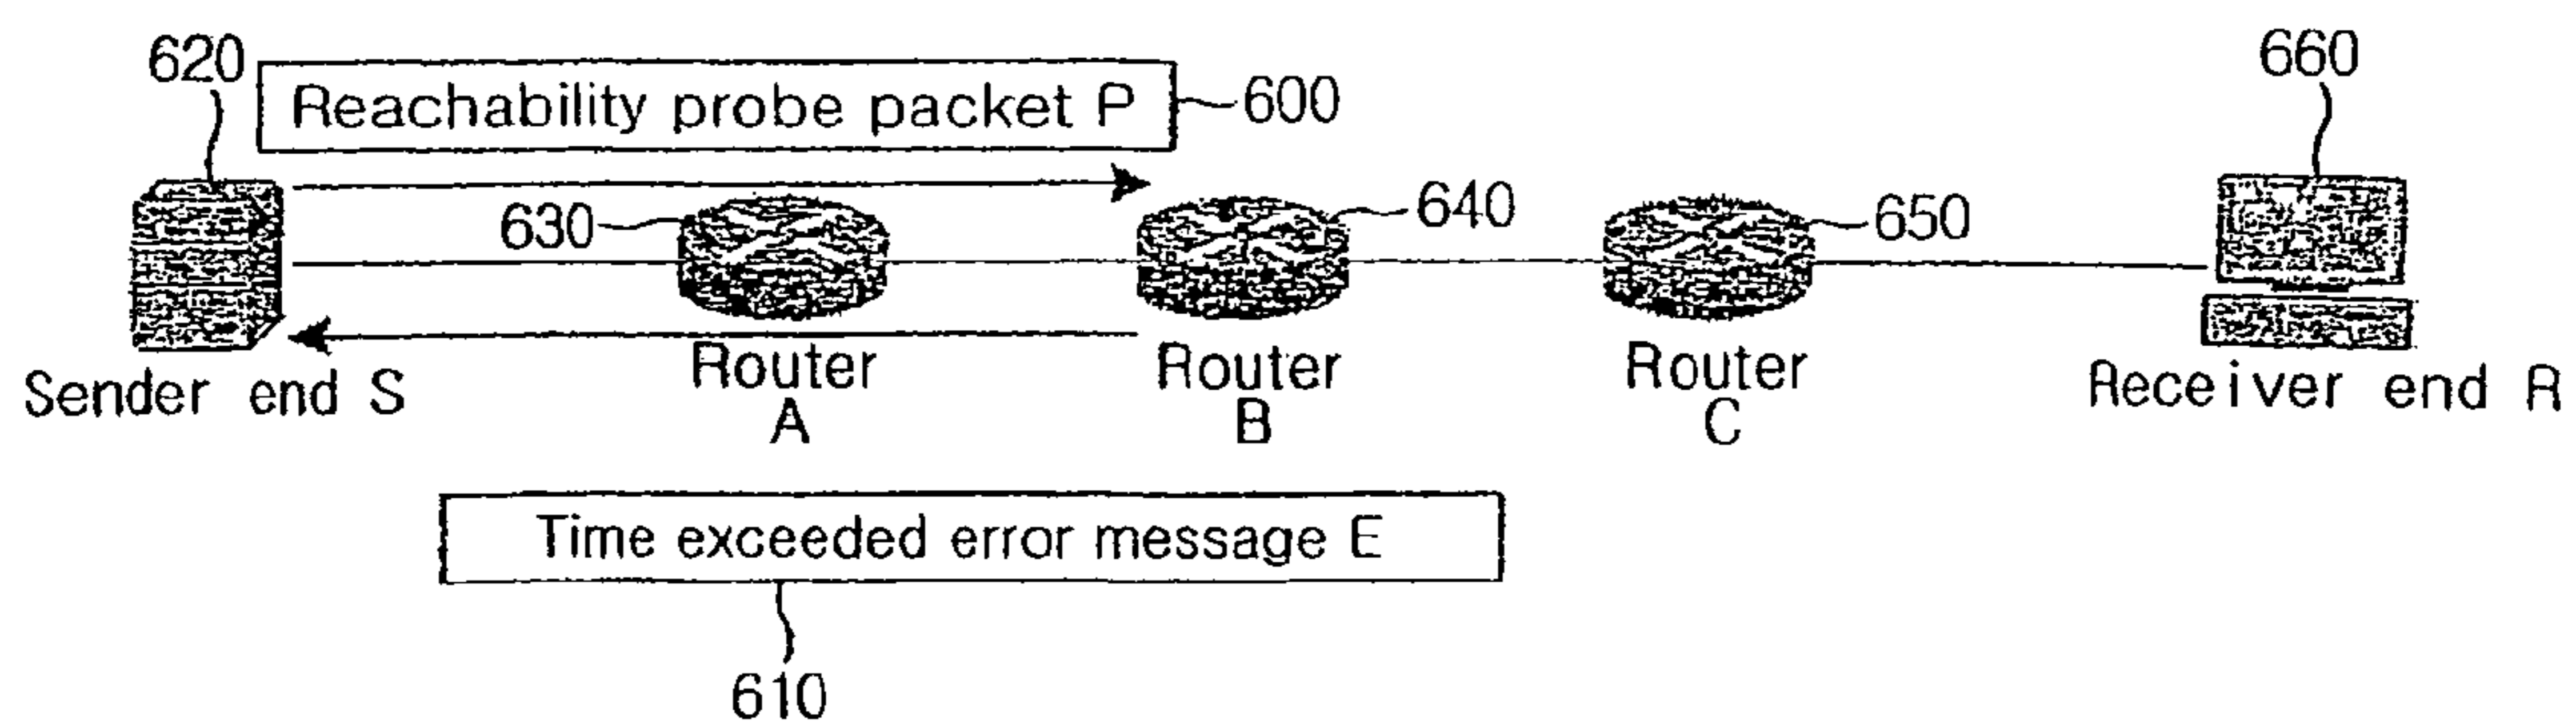 620
Reachability probe packet P
600
660
630
640
650
Sender end S
Router
A
Router
B
Router
C
Receiver end R
Time exceeded error message E
610